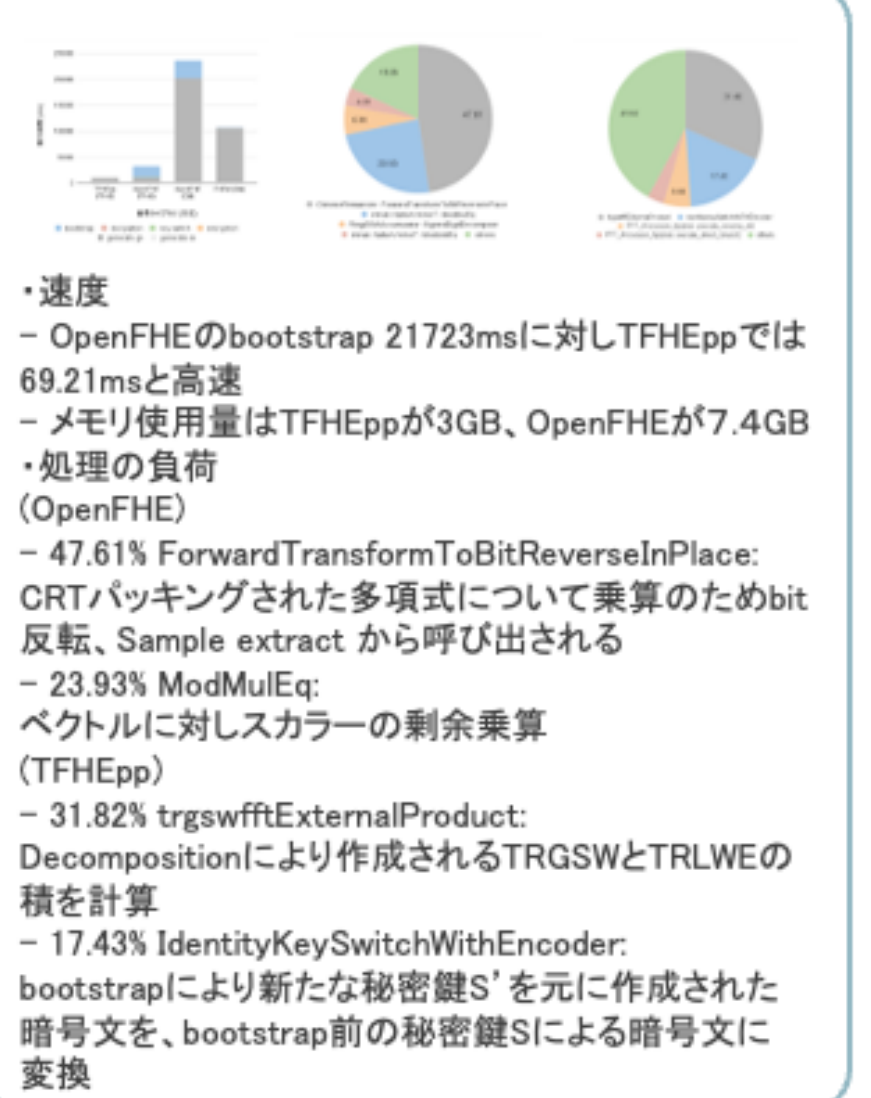 ・速度
- OpenFHEのbootstrap 21723msに対しTFHEppでは
69.21msと高速
- メモリ使用量はTFHEppが3GB、OpenFHEが7.4GB
・処理の負荷
(OpenFHE)
- 47.61% ForwardTransformToBitReverseInPlace:
CRTパッキングされた多項式について乗算のためbit
反転、Sample extract から呼び出される
- 23.93% ModMulEq:
ベクトルに対しスカラーの剰余乗算
(TFHEpp)
- 31.82% trgswfftExternalProduct:
Decompositionにより作成されるTRGSWとTRLWEの
積を計算
- 17.43% IdentityKeySwitchWithEncoder:
bootstrapにより新たな秘密鍵S’を元に作成された
暗号文を、bootstrap前の秘密鍵Sによる暗号文に
変換